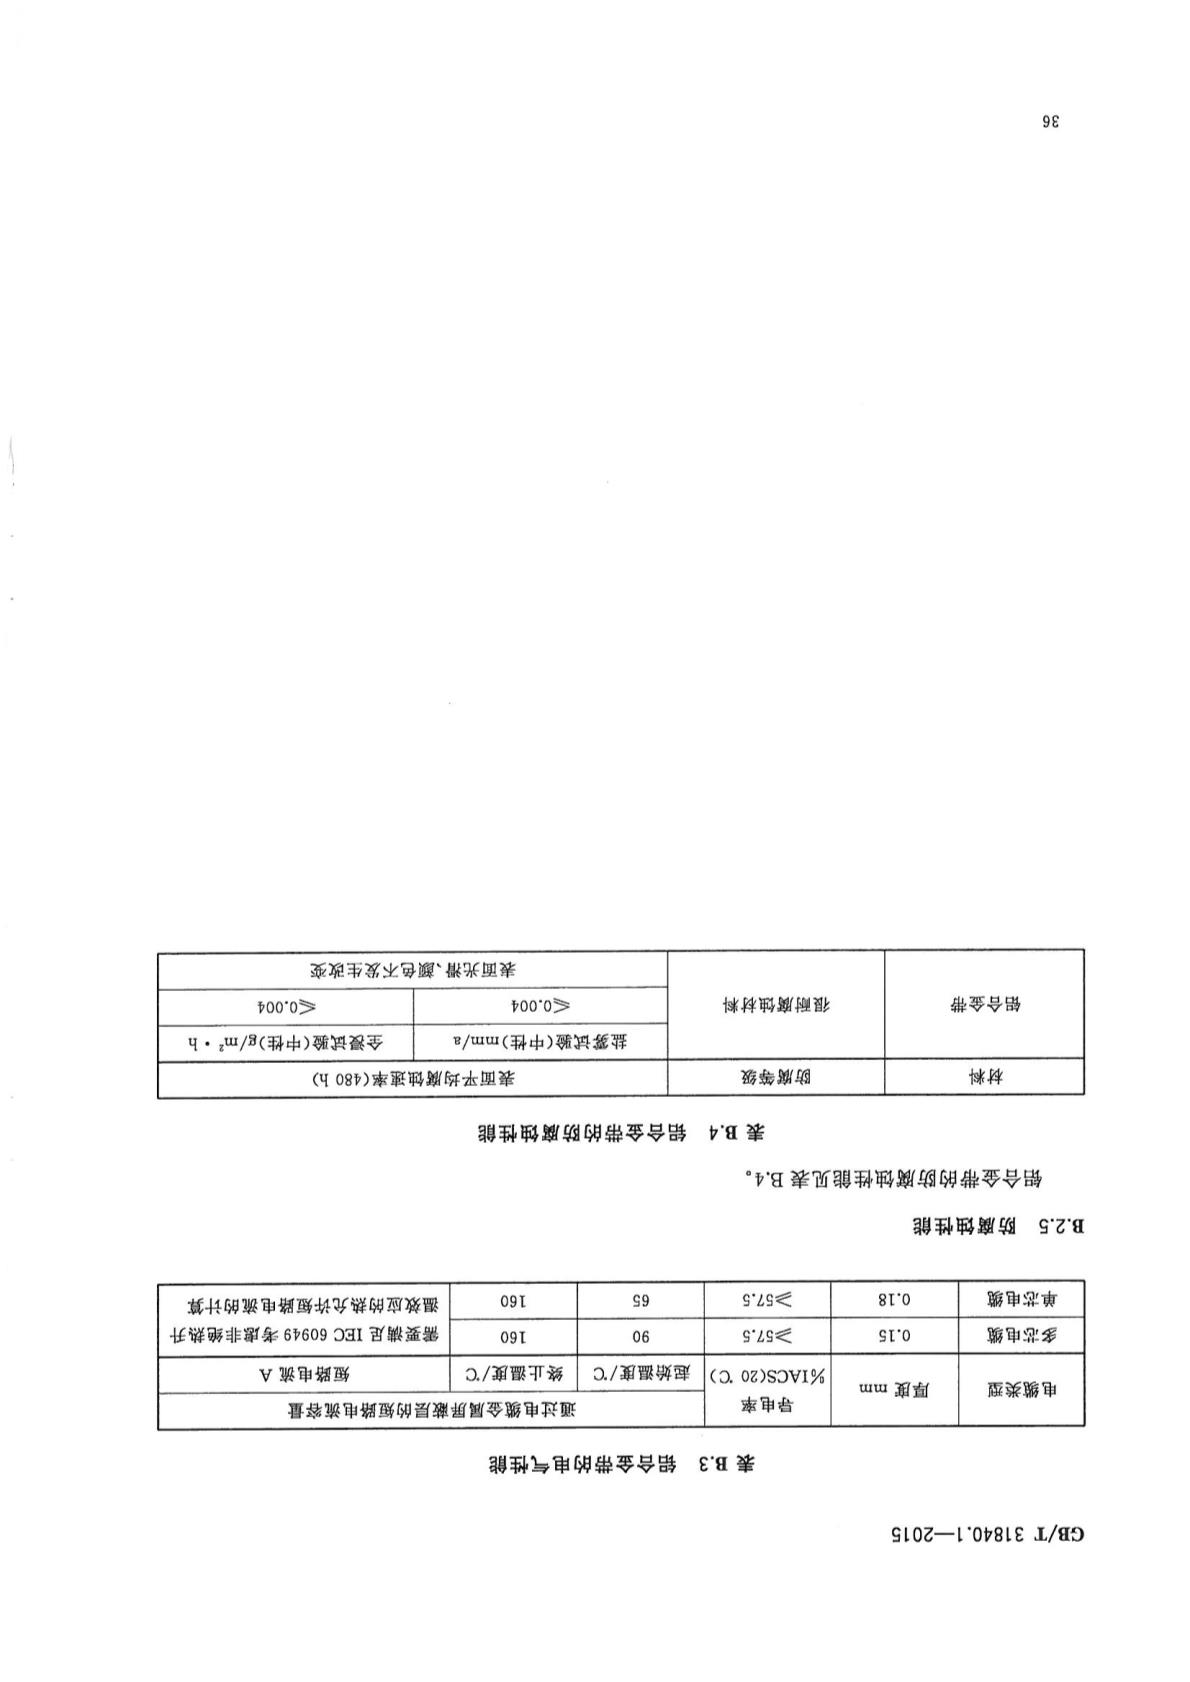 GB/T 31840.1—2015
表 B.3 铝合金带的电气性能
电缆类型 厚度 mm 导电率 %IACS(20 ℃) 通过电缆金属屏蔽层的短路电流容量
起始温度/℃ 终止温度/℃ 短路电流 A
多芯电缆 0.15 ≥57.5 90 160 需要满足 IEC 60949 考虑非绝热升
单芯电缆 0.18 ≥57.5 65 160 温效应的热允许短路电流的计算
B.2.5 防腐蚀性能
铝合金带的防腐蚀性能见表 B.4。
表 B.4 铝合金带的防腐蚀性能
材料 防腐等级 表面平均腐蚀速率(480 h)
铝合金带 很耐腐蚀材料 盐雾试验(中性)mm/a 全浸试验(中性)g/m²·h
≤0.004 ≤0.004
表面光滑、颜色不发生改变
36